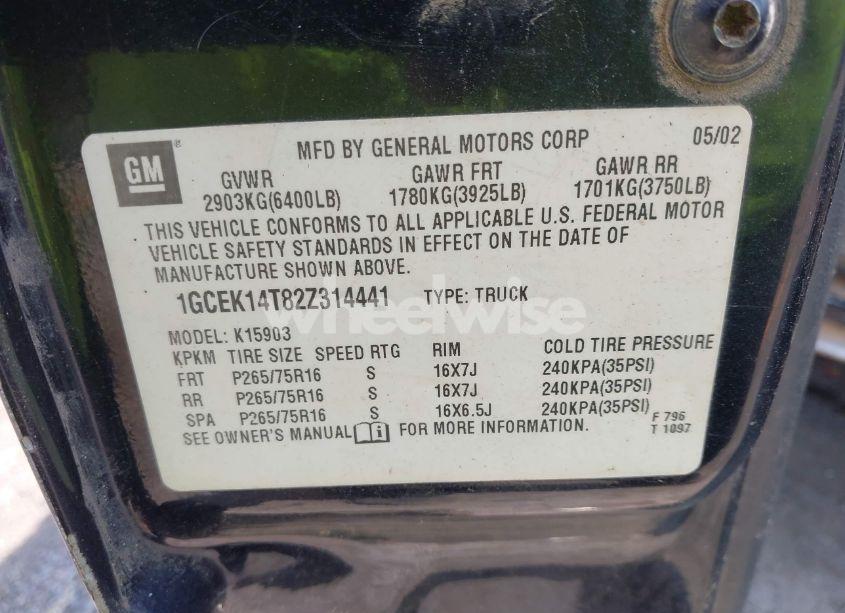 GM
MFD BY GENERAL MOTORS CORP 05/02
GVWR GAWR FRT GAWR RR
2903KG(6400LB) 1780KG(3925LB) 1701KG(3750LB)
THIS VEHICLE CONFORMS TO ALL APPLICABLE U.S. FEDERAL MOTOR
VEHICLE SAFETY STANDARDS IN EFFECT ON THE DATE OF
MANUFACTURE SHOWN ABOVE.
1GCEK14T82Z314441 TYPE: TRUCK
wheelwise
MODEL: K15903
KPKM TIRE SIZE SPEED RTG RIM COLD TIRE PRESSURE
FRT P265/75R16 S 16X7J 240KPA(35PSI)
RR P265/75R16 S 16X7J 240KPA(35PSI)
SPA P265/75R16 S 16X6.5J 240KPA(35PSI)
SEE OWNER'S MANUAL FOR MORE INFORMATION.
F 796
T 1097